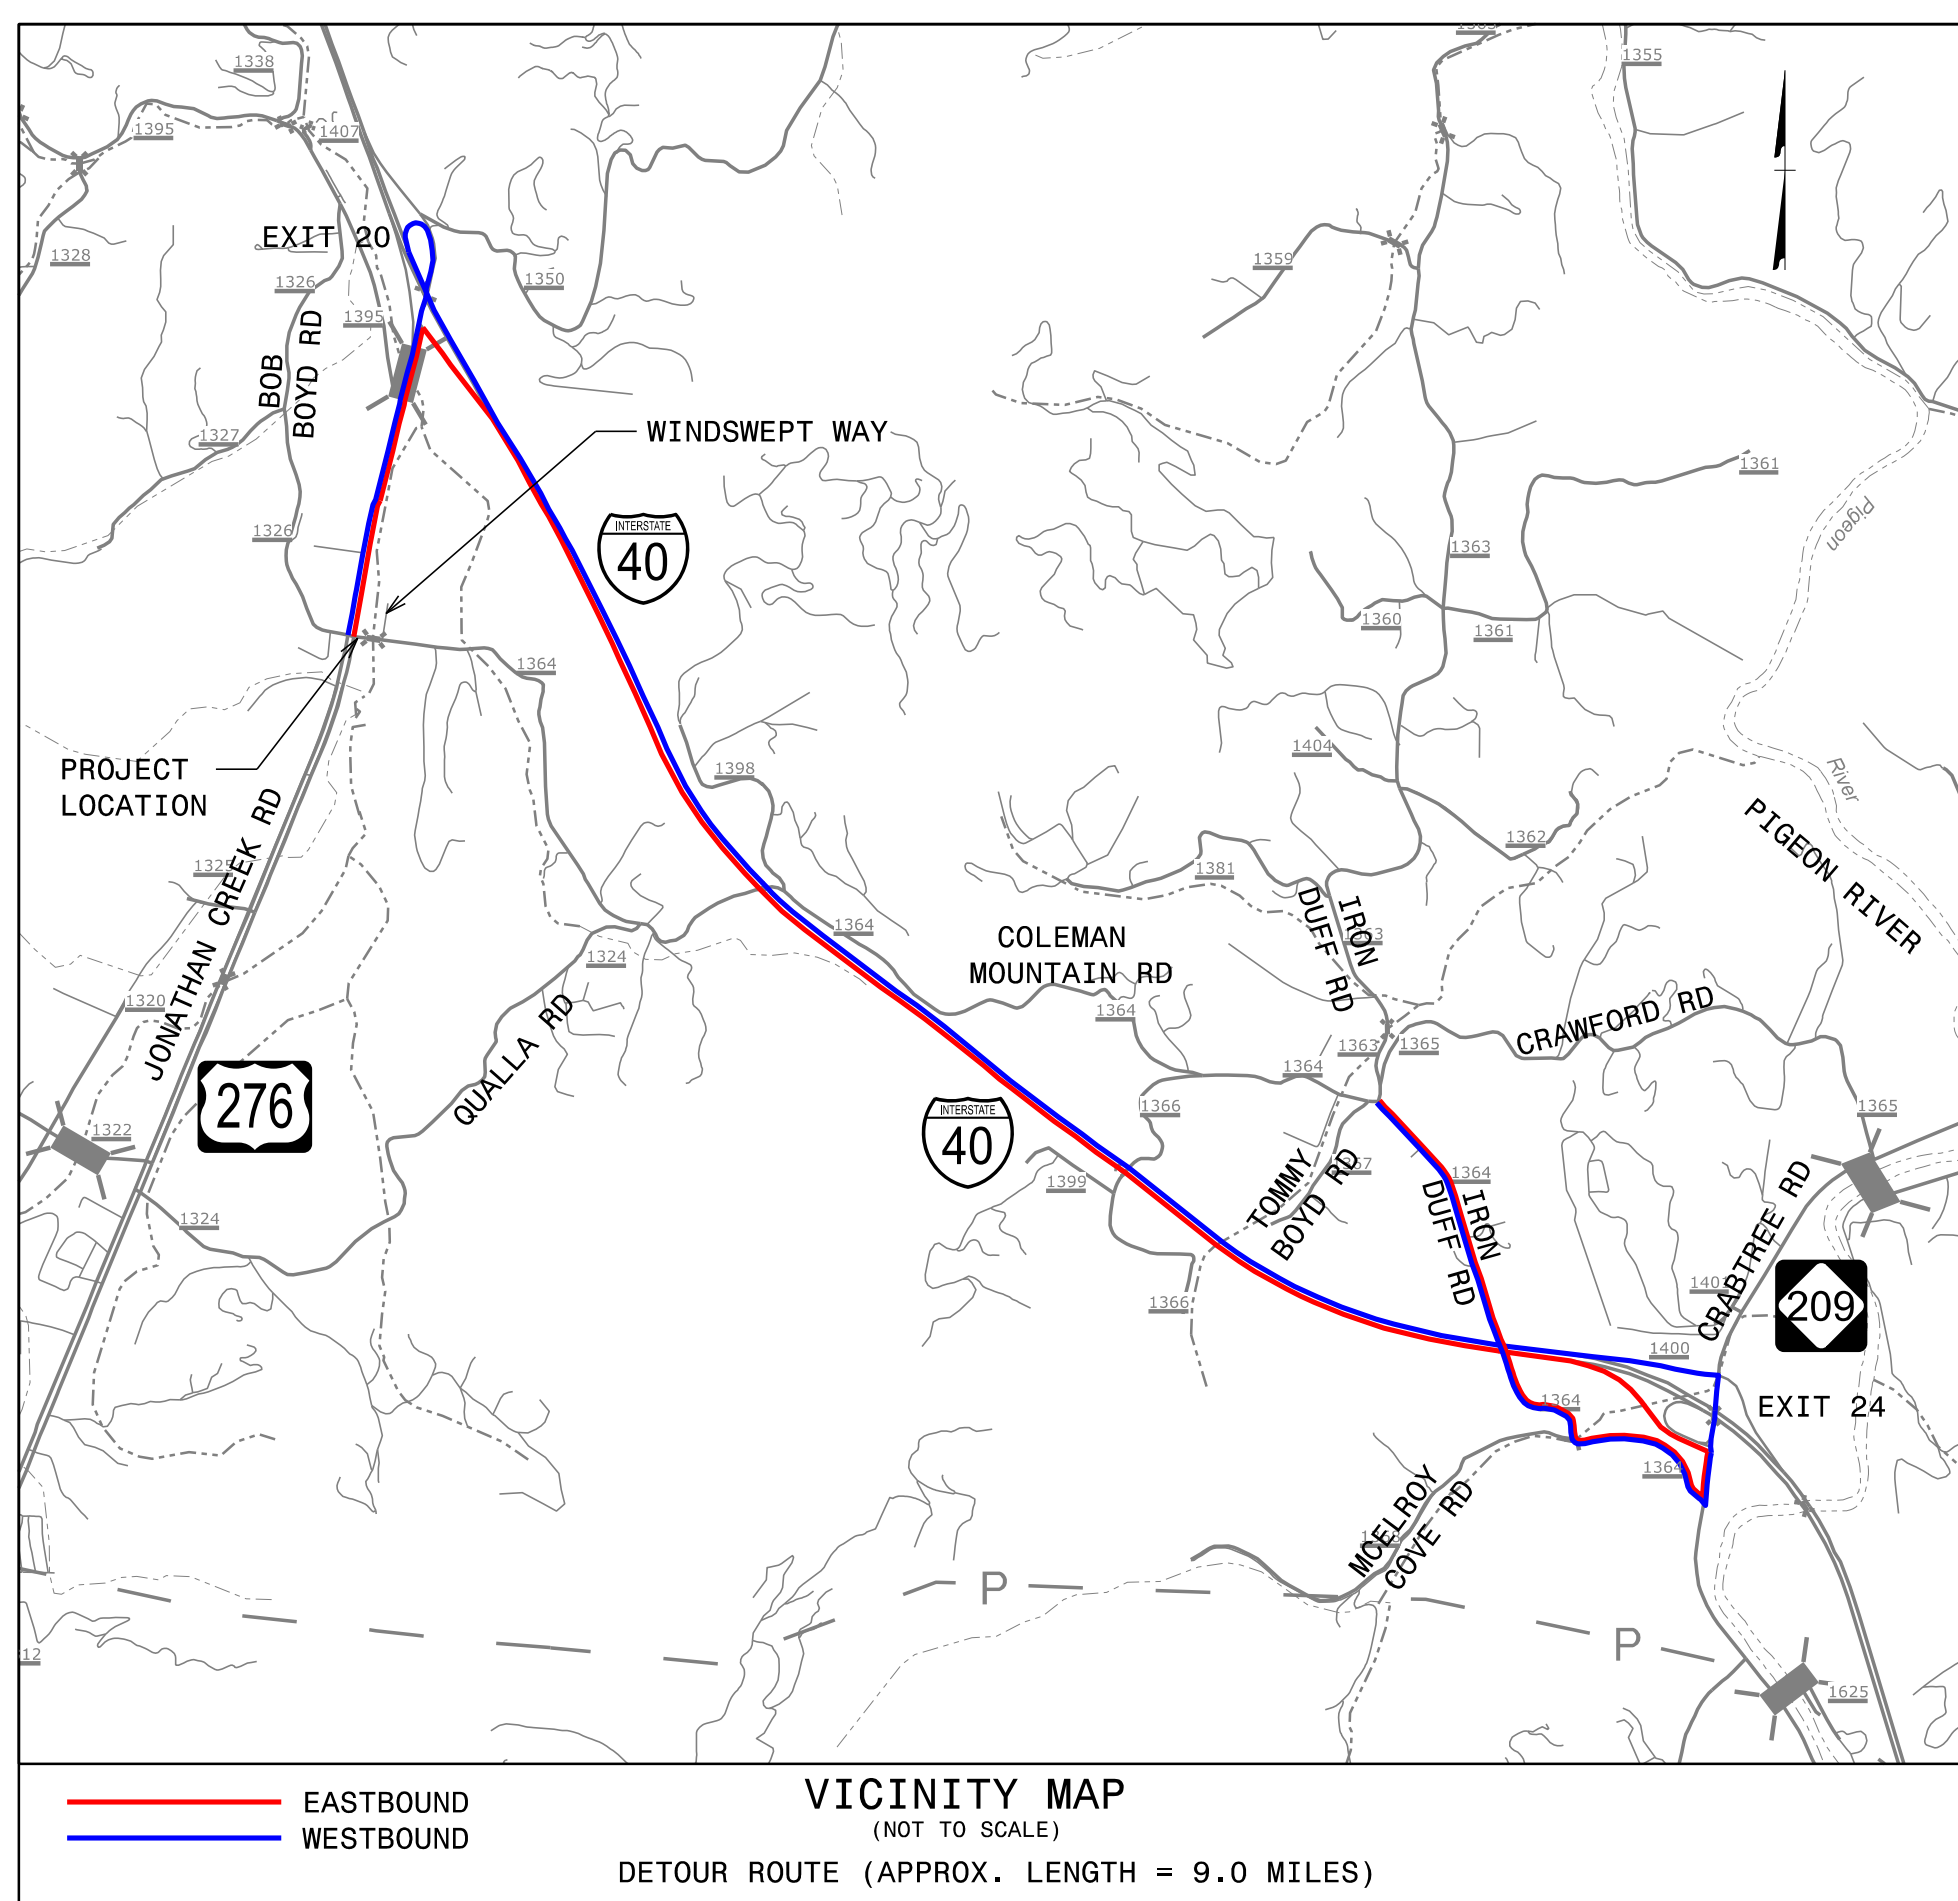 1338
1355
1395
1407
EXIT 20
1328
1326
1350
1359
1395
BOB
BOYD RD
1327
WINDSWEPT WAY
1361
1326
INTERSTATE
40
Pigeon
1363
1360
1361
1364
PROJECT
LOCATION
1398
1404
River
PIGEON RIVER
1325
JONATHAN CREEK RD
1362
1381
IRON
DUFF RD
1364
COLEMAN
MOUNTAIN RD
1324
1320
1364
CRAWFORD RD
QUALLA RD
1363
1365
1364
276
INTERSTATE
40
1366
1365
1322
1399
TOMMY
BOYD RD
1364
IRON
DUFF RD
CRABTREE RD
1324
1366
209
1400
1364
EXIT 24
1364
MCELROY
COVE RD
P
P
12
1625
EASTBOUND
WESTBOUND
VICINITY MAP
(NOT TO SCALE)
DETOUR ROUTE (APPROX. LENGTH = 9.0 MILES)